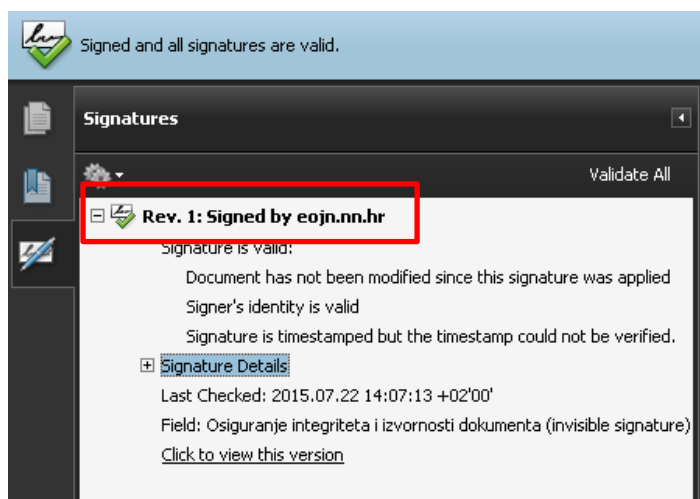 Signed and all signatures are valid.
Signatures
Validate All
Rev. 1: Signed by eojn.nn.hr
Signature is valid:
Document has not been modified since this signature was applied
Signer's identity is valid
Signature is timestamped but the timestamp could not be verified.
Signature Details
Last Checked: 2015.07.22 14:07:13 +02'00'
Field: Osiguranje integriteta i izvornosti dokumenta (invisible signature)
Click to view this version